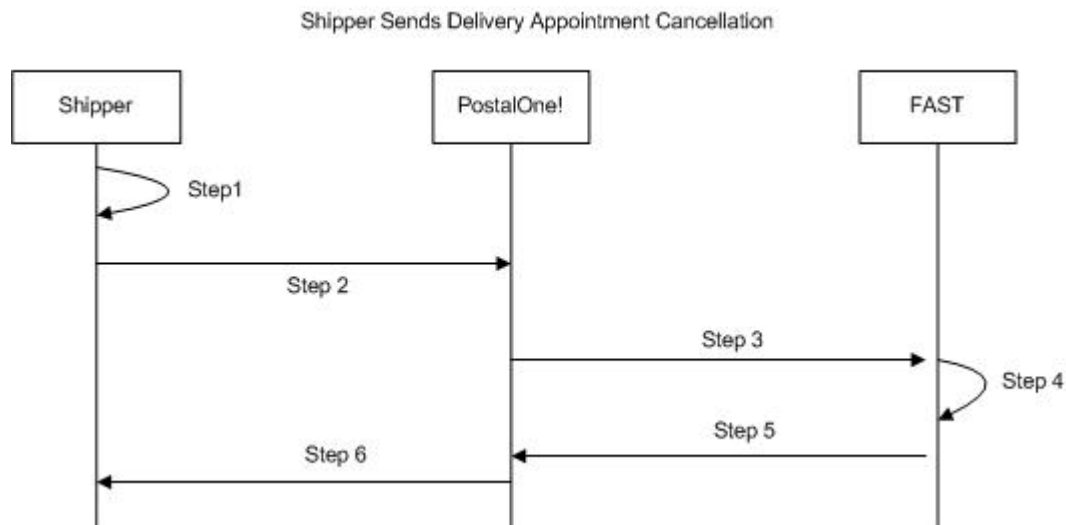 Shipper Sends Delivery Appointment Cancellation
Shipper
PostalOne!
FAST
Step1
Step 2
Step 3
Step 4
Step 5
Step 6